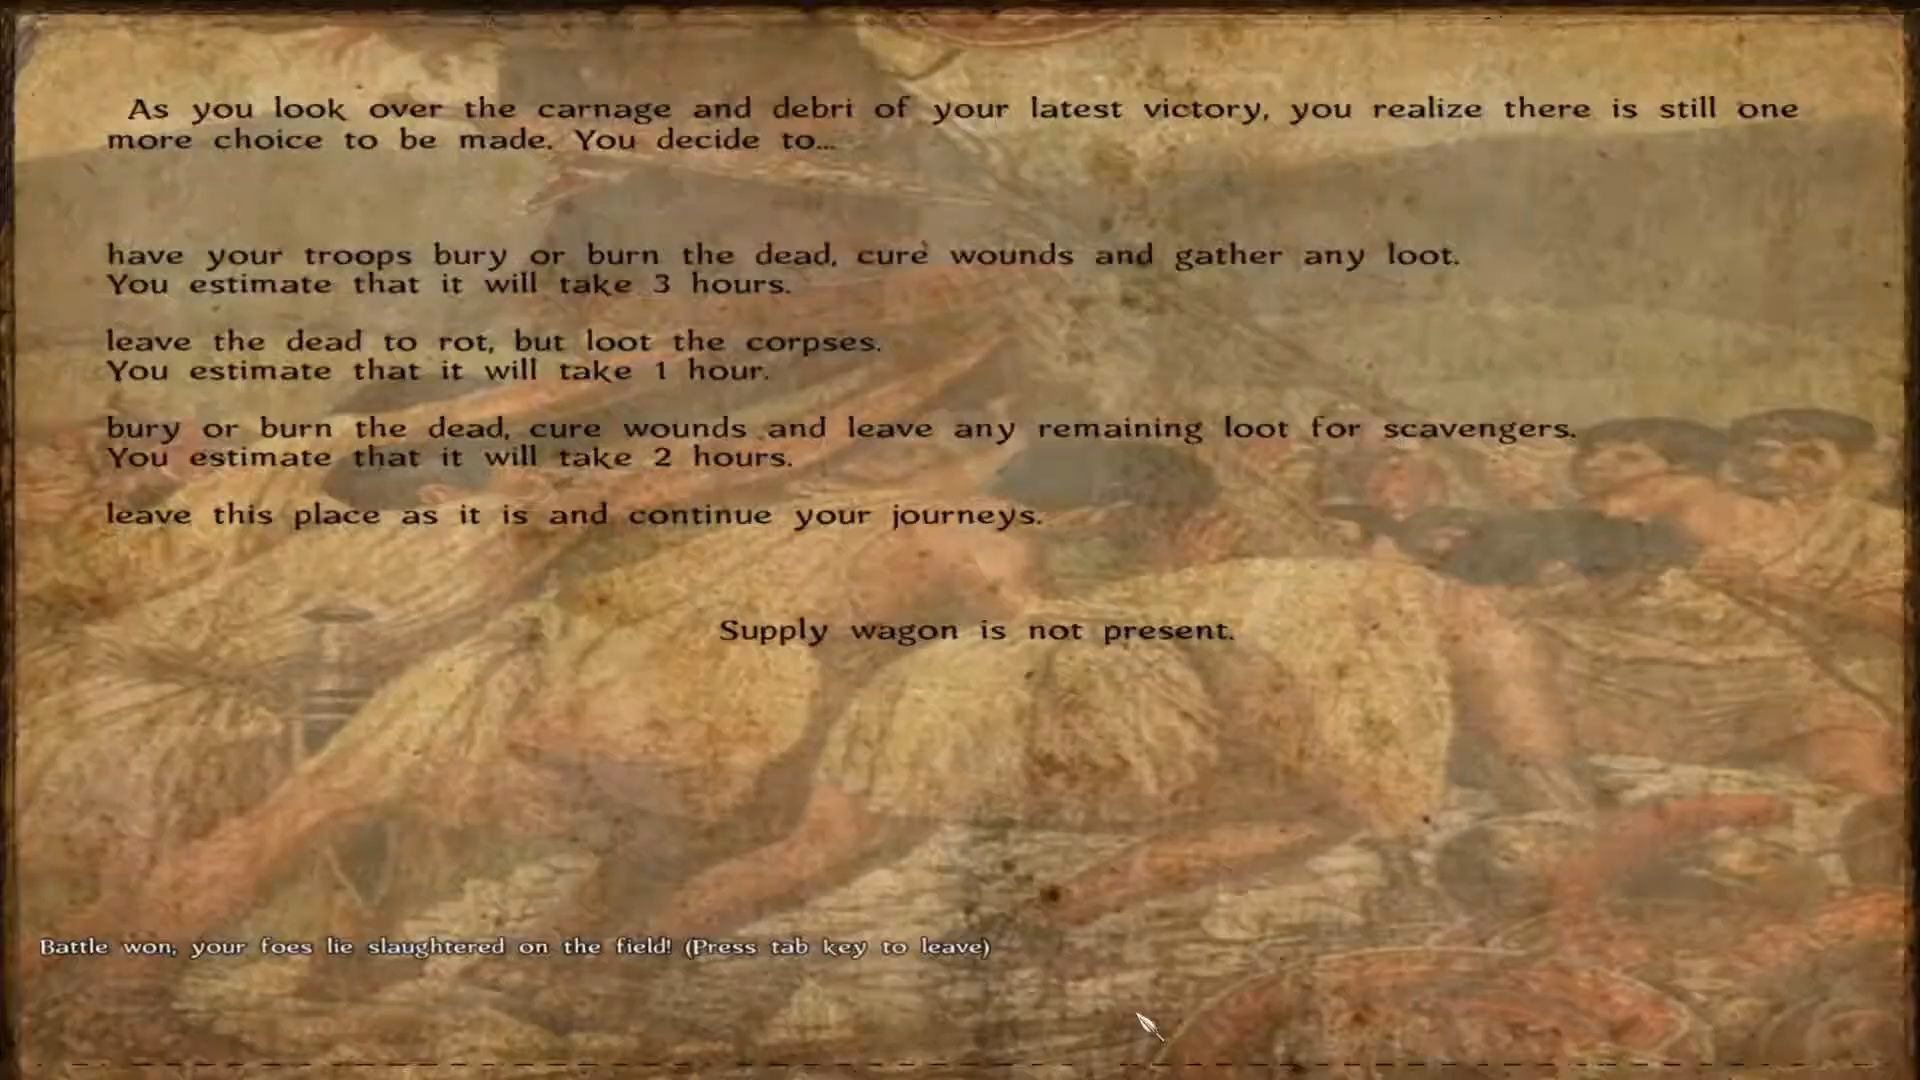 As you look over the carnage and debri of your latest victory, you realize there is still one
more choice to be made. You decide to...
have your troops bury or burn the dead, cure wounds and gather any loot.
You estimate that it will take 3 hours.
leave the dead to rot, but loot the corpses.
You estimate that it will take 1 hour.
bury or burn the dead, cure wounds and leave any remaining loot for scavengers.
You estimate that it will take 2 hours.
leave this place as it is and continue your journeys.
Supply wagon is not present.
Battle won, your foes lie slaughtered on the field! (Press tab key to leave)